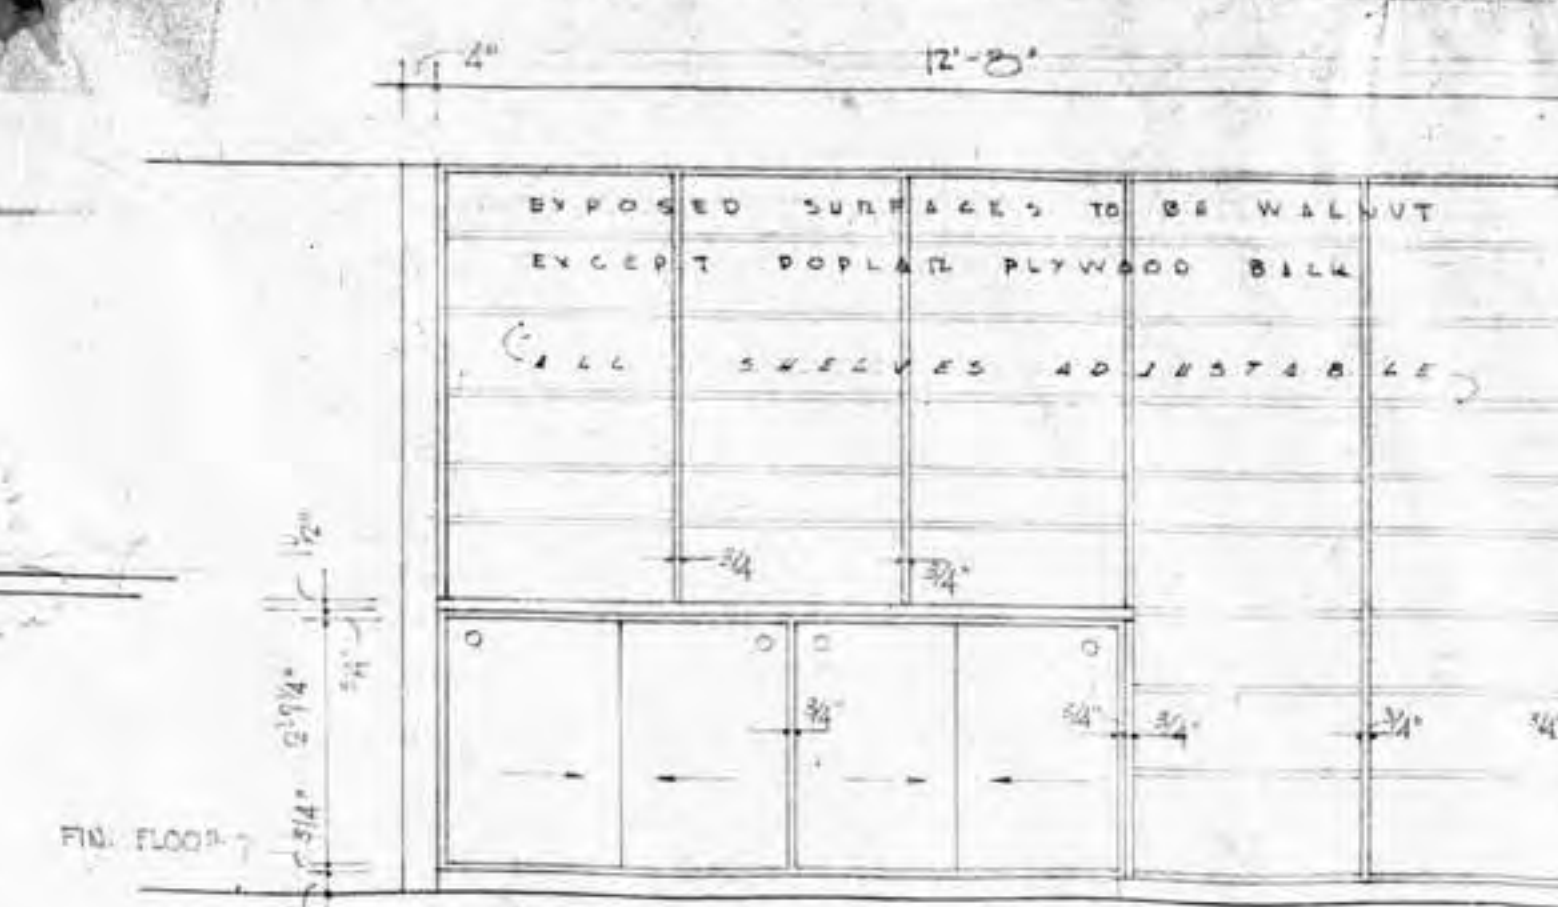 4" 12'-8"
EXPOSED SURFACES TO BE WALNUT
EXCEPT POPLAR PLYWOOD BACK
(ALL SHELVES ADJUSTABLE)
1 1/2"
3/4 3/4"
3/4"
2'-7 1/4"
3/4" 3/4" 3/4" 3/4" 3/4
3/4"
FIN. FLOOR